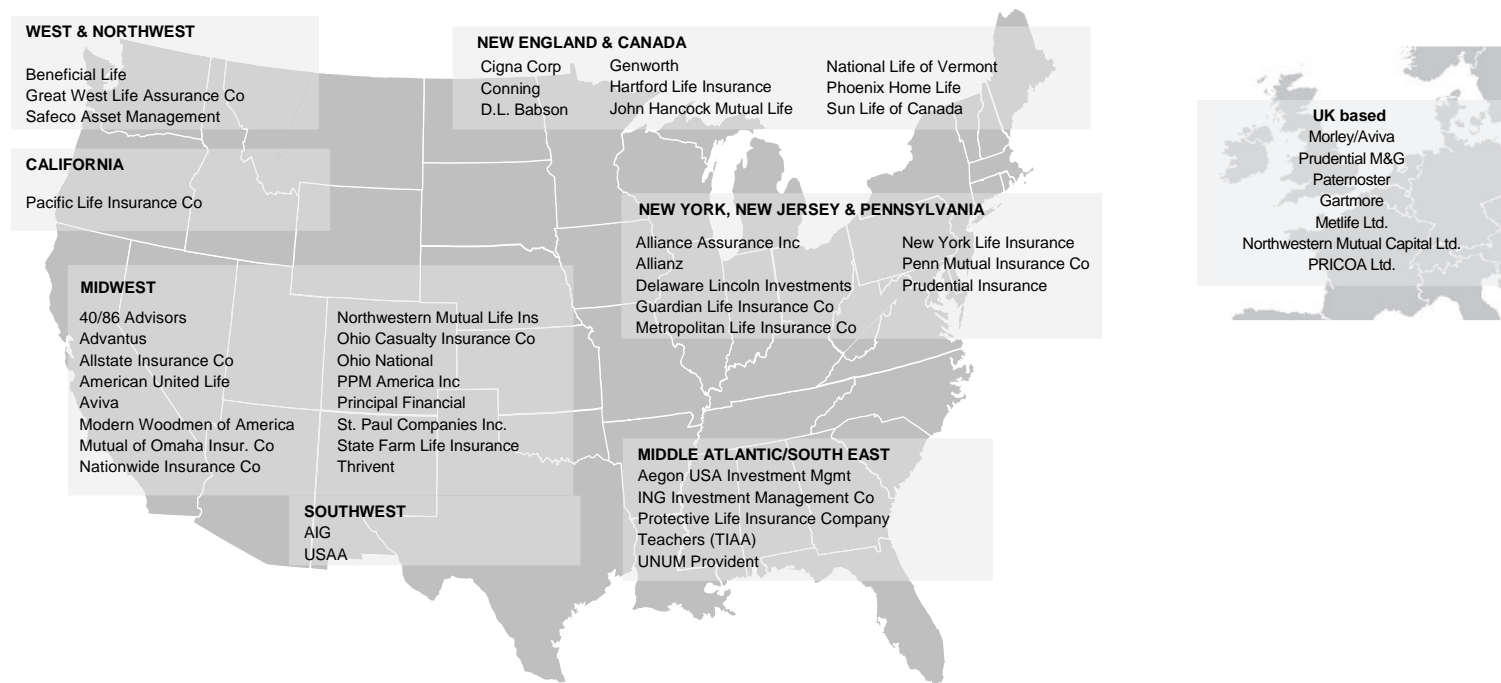 WEST & NORTHWEST
Beneficial Life
Great West Life Assurance Co
Safeco Asset Management
CALIFORNIA
Pacific Life Insurance Co
MIDWEST
40/86 Advisors
Advantus
Allstate Insurance Co
American United Life
Aviva
Modern Woodmen of America
Mutual of Omaha Insur. Co
Nationwide Insurance Co
Northwestern Mutual Life Ins
Ohio Casualty Insurance Co
Ohio National
PPM America Inc
Principal Financial
St. Paul Companies Inc.
State Farm Life Insurance
Thrivent
SOUTHWEST
AIG
USAA
NEW ENGLAND & CANADA
Cigna Corp
Conning
D.L. Babson
Genworth
Hartford Life Insurance
John Hancock Mutual Life
National Life of Vermont
Phoenix Home Life
Sun Life of Canada
NEW YORK, NEW JERSEY & PENNSYLVANIA
Alliance Assurance Inc
Allianz
Delaware Lincoln Investments
Guardian Life Insurance Co
Metropolitan Life Insurance Co
New York Life Insurance
Penn Mutual Insurance Co
Prudential Insurance
MIDDLE ATLANTIC/SOUTH EAST
Aegon USA Investment Mgmt
ING Investment Management Co
Protective Life Insurance Company
Teachers (TIAA)
UNUM Provident
UK based
Morley/Aviva
Prudential M&G
Paternoster
Gartmore
Metlife Ltd.
Northwestern Mutual Capital Ltd.
PRICOA Ltd.